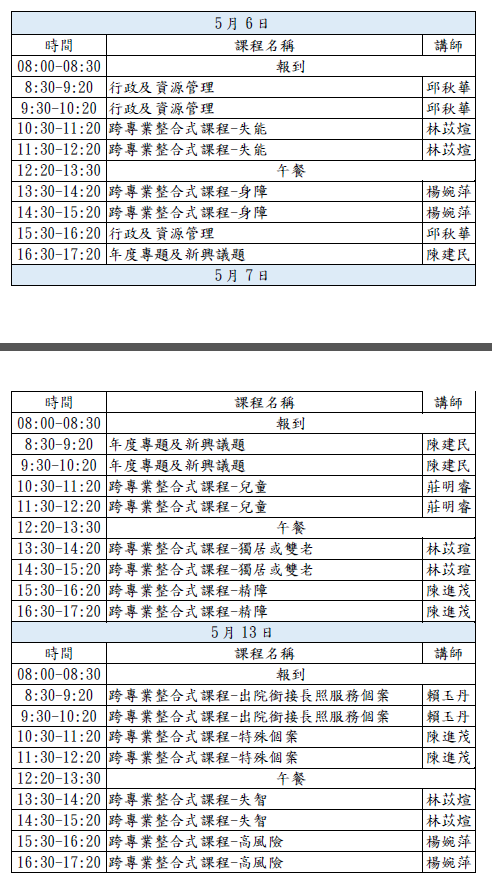 5月6日
時間 課程名稱 講師
08:00-08:30 報到
8:30-9:20 行政及資源管理 邱秋華
9:30-10:20 行政及資源管理 邱秋華
10:30-11:20 跨專業整合式課程-失能 林苡煊
11:30-12:20 跨專業整合式課程-失能 林苡煊
12:20-13:30 午餐
13:30-14:20 跨專業整合式課程-身障 楊婉萍
14:30-15:20 跨專業整合式課程-身障 楊婉萍
15:30-16:20 行政及資源管理 邱秋華
16:30-17:20 年度專題及新興議題 陳建民
5月7日
時間 課程名稱 講師
08:00-08:30 報到
8:30-9:20 年度專題及新興議題 陳建民
9:30-10:20 年度專題及新興議題 陳建民
10:30-11:20 跨專業整合式課程-兒童 莊明睿
11:30-12:20 跨專業整合式課程-兒童 莊明睿
12:20-13:30 午餐
13:30-14:20 跨專業整合式課程-獨居或雙老 林苡瑄
14:30-15:20 跨專業整合式課程-獨居或雙老 林苡瑄
15:30-16:20 跨專業整合式課程-精障 陳進茂
16:30-17:20 跨專業整合式課程-精障 陳進茂
5月13日
時間 課程名稱 講師
08:00-08:30 報到
8:30-9:20 跨專業整合式課程-出院銜接長照服務個案 賴玉丹
9:30-10:20 跨專業整合式課程-出院銜接長照服務個案 賴玉丹
10:30-11:20 跨專業整合式課程-特殊個案 陳進茂
11:30-12:20 跨專業整合式課程-特殊個案 陳進茂
12:20-13:30 午餐
13:30-14:20 跨專業整合式課程-失智 林苡煊
14:30-15:20 跨專業整合式課程-失智 林苡煊
15:30-16:20 跨專業整合式課程-高風險 楊婉萍
16:30-17:20 跨專業整合式課程-高風險 楊婉萍